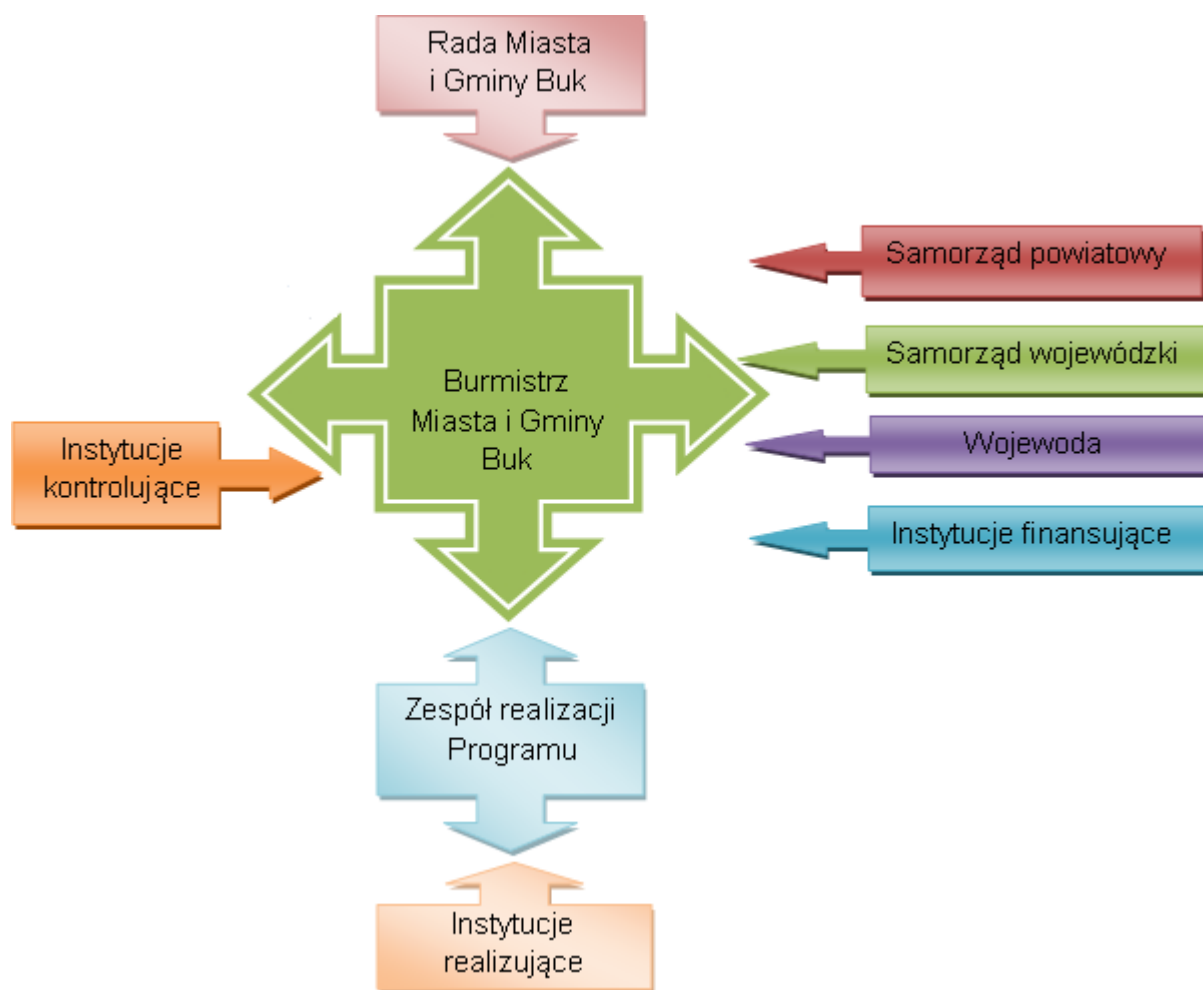 Rada Miasta
i Gminy Buk
Samorząd powiatowy
Samorząd wojewódzki
Burmistrz
Miasta i Gminy
Buk
Instytucje
kontrolujące
Wojewoda
Instytucje finansujące
Zespół realizacji
Programu
Instytucje
realizujące